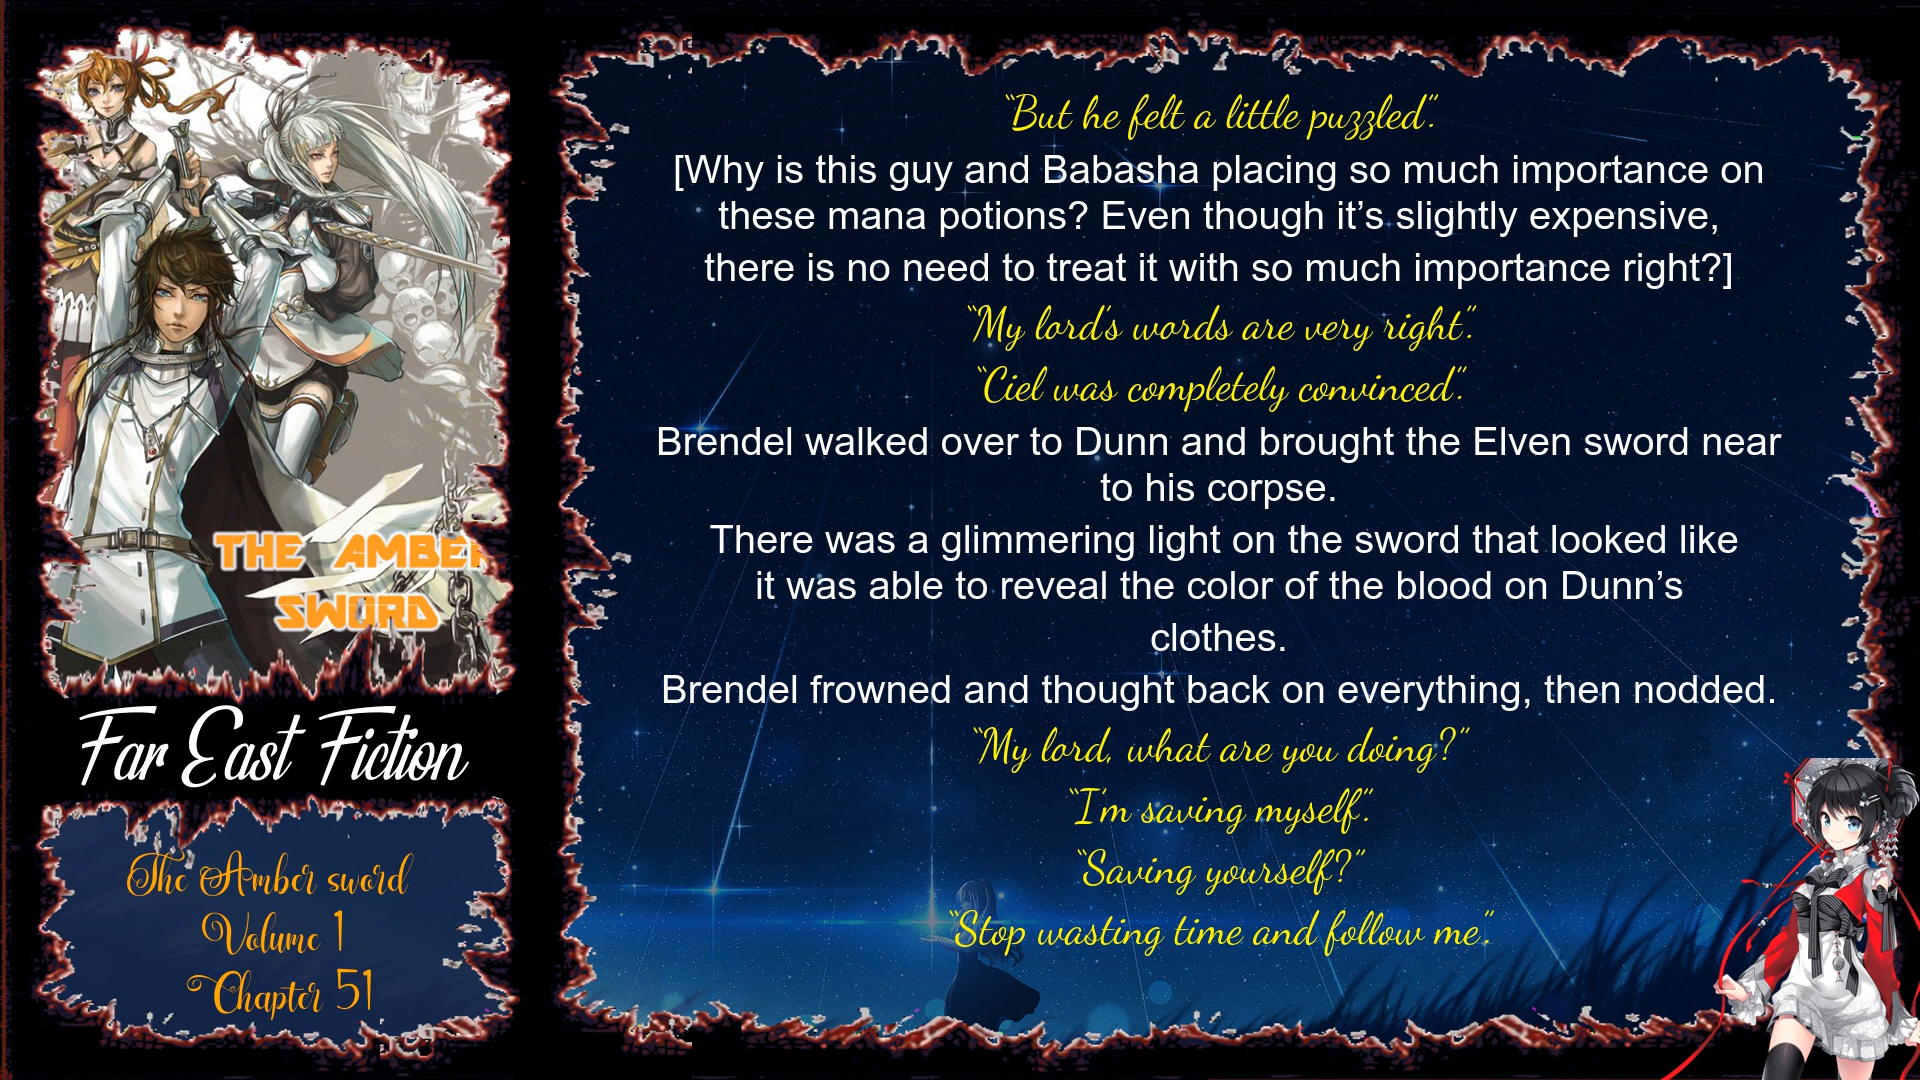 THE AMBER
SWORD
Far East Fiction
The Amber sword
Volume 1
Chapter 51
“But he felt a little puzzled”.
[Why is this guy and Babasha placing so much importance on
these mana potions? Even though it’s slightly expensive,
there is no need to treat it with so much importance right?]
“My lord’s words are very right”.
“Ciel was completely convinced”.
Brendel walked over to Dunn and brought the Elven sword near
to his corpse.
There was a glimmering light on the sword that looked like
it was able to reveal the color of the blood on Dunn’s
clothes.
Brendel frowned and thought back on everything, then nodded.
“My lord, what are you doing?”
“I’m saving myself”.
“Saving yourself?”
“Stop wasting time and follow me”.